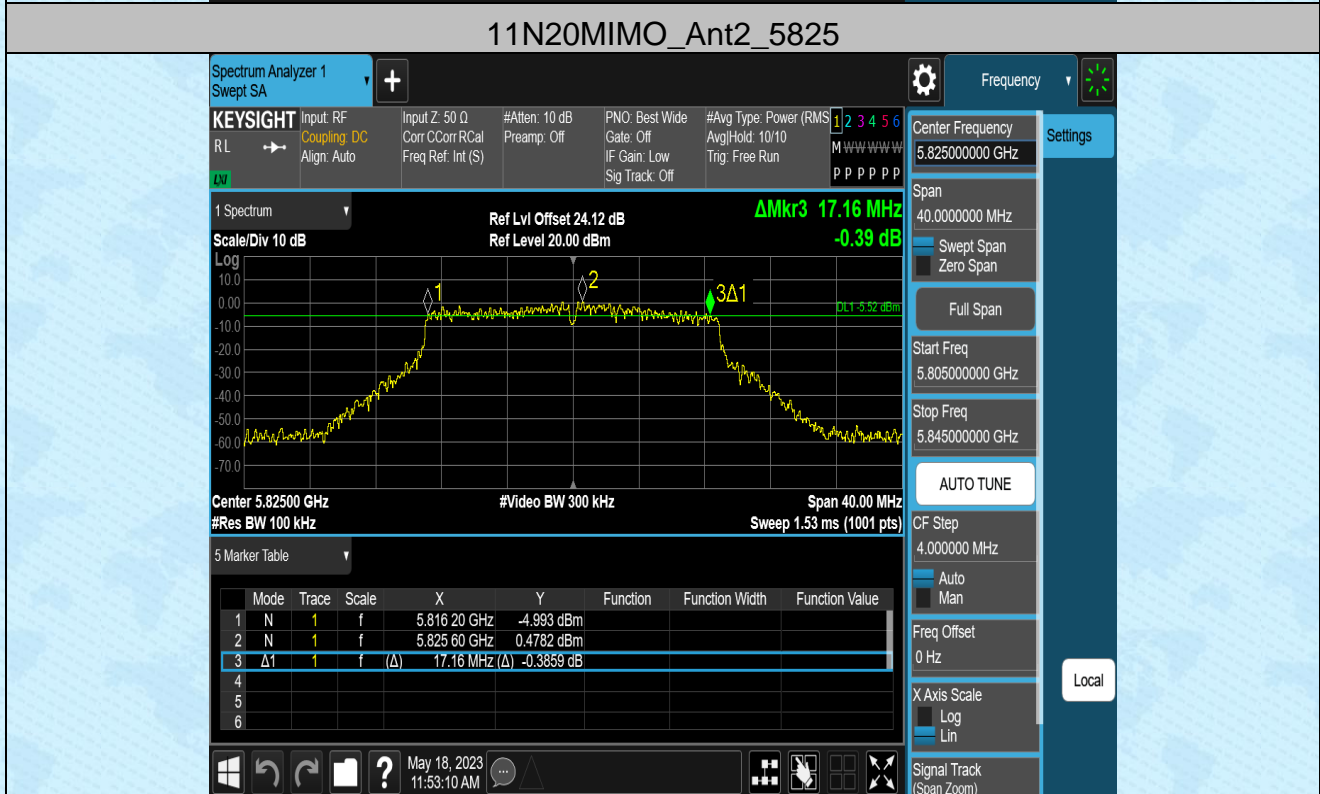 11N20MIMO_Ant2_5825
Spectrum Analyzer 1
Swept SA
Frequency
KEYSIGHT
RL
LXI
Input: RF
Coupling: DC
Align: Auto
Input Z: 50 Ω
Corr CCorr RCal
Freq Ref: Int (S)
#Atten: 10 dB
Preamp: Off
PNO: Best Wide
Gate: Off
IF Gain: Low
Sig Track: Off
#Avg Type: Power (RMS
Avg|Hold: 10/10
Trig: Free Run
1 2 3 4 5 6
M W W W W W
P P P P P P
1 Spectrum
Scale/Div 10 dB
Ref Lvl Offset 24.12 dB
Ref Level 20.00 dBm
ΔMkr3 17.16 MHz
-0.39 dB
Log
10.0
0.00
-10.0
-20.0
-30.0
-40.0
-50.0
-60.0
-70.0
1
2
3Δ1
DL1 -5.52 dBm
Center 5.82500 GHz
#Res BW 100 kHz
#Video BW 300 kHz
Span 40.00 MHz
Sweep 1.53 ms (1001 pts)
5 Marker Table
Mode Trace Scale X Y Function Function Width Function Value
1 N 1 f 5.816 20 GHz -4.993 dBm
2 N 1 f 5.825 60 GHz 0.4782 dBm
3 Δ1 1 f (Δ) 17.16 MHz (Δ) -0.3859 dB
4
5
6
May 18, 2023
11:53:10 AM
Center Frequency
5.825000000 GHz
Settings
Span
40.0000000 MHz
Swept Span
Zero Span
Full Span
Start Freq
5.805000000 GHz
Stop Freq
5.845000000 GHz
AUTO TUNE
CF Step
4.000000 MHz
Auto
Man
Freq Offset
0 Hz
Local
X Axis Scale
Log
Lin
Signal Track
(Span Zoom)